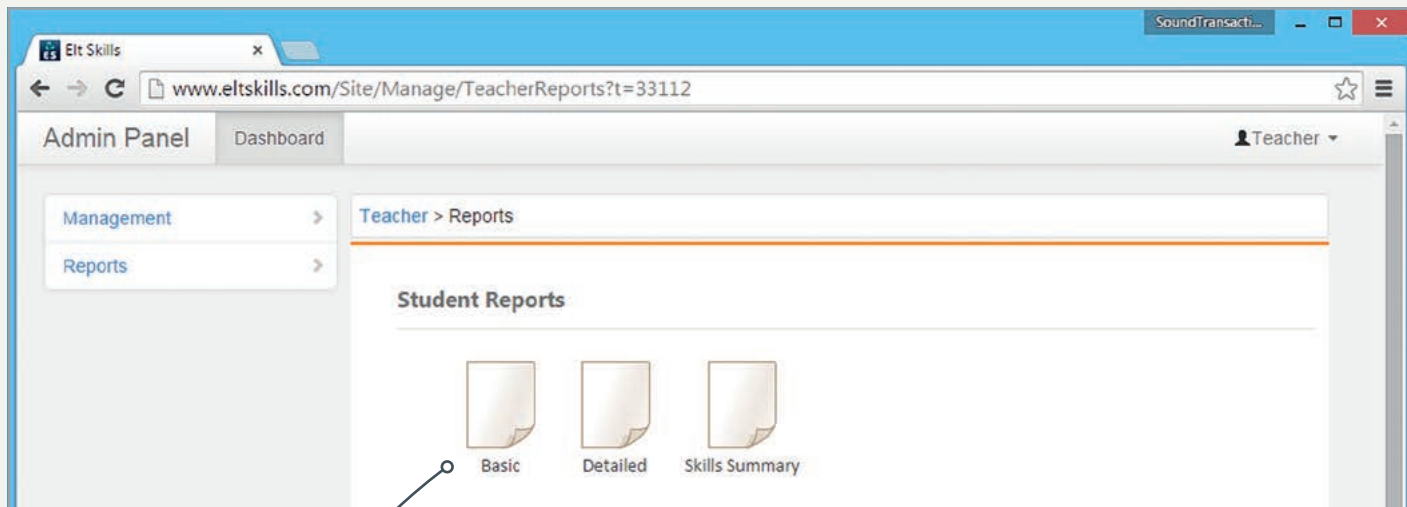 SoundTransacti...
Elt Skills
www.eltskills.com/Site/Manage/TeacherReports?t=33112
Admin Panel Dashboard Teacher
Management Teacher > Reports
Reports
Student Reports
Basic Detailed Skills Summary